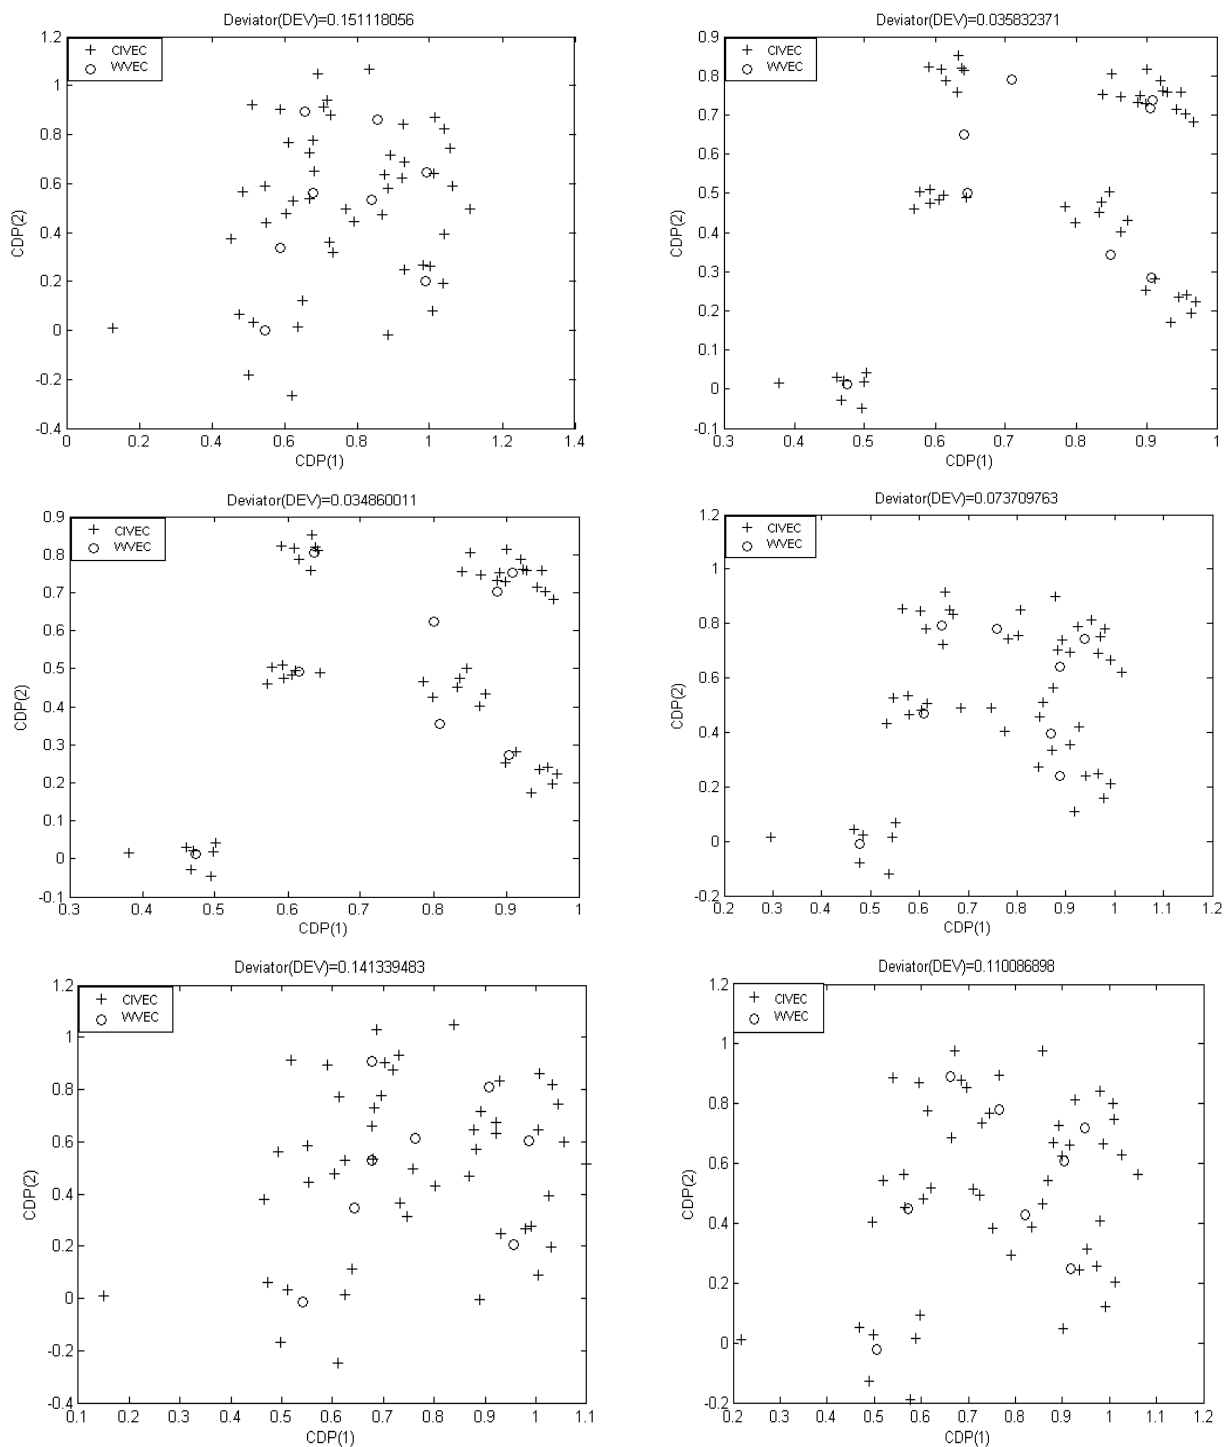 Deviator(DEV)=0.151118056
1.2
CIVEC
WVEC
1
0.8
0.6
0.4
0.2
0
-0.2
-0.4
CDP(2)
0 0.2 0.4 0.6 0.8 1 1.2 1.4
CDP(1)
Deviator(DEV)=0.035832371
0.9
CIVEC
WVEC
0.8
0.7
0.6
0.5
0.4
0.3
0.2
0.1
0
-0.1
CDP(2)
0.3 0.4 0.5 0.6 0.7 0.8 0.9 1
CDP(1)
Deviator(DEV)=0.034860011
0.9
CIVEC
WVEC
0.8
0.7
0.6
0.5
0.4
0.3
0.2
0.1
0
-0.1
CDP(2)
0.3 0.4 0.5 0.6 0.7 0.8 0.9 1
CDP(1)
Deviator(DEV)=0.073709763
1.2
CIVEC
WVEC
1
0.8
0.6
0.4
0.2
0
-0.2
CDP(2)
0.2 0.3 0.4 0.5 0.6 0.7 0.8 0.9 1 1.1 1.2
CDP(1)
Deviator(DEV)=0.141339483
1.2
CIVEC
WVEC
1
0.8
0.6
0.4
0.2
0
-0.2
-0.4
CDP(2)
0.1 0.2 0.3 0.4 0.5 0.6 0.7 0.8 0.9 1 1.1
CDP(1)
Deviator(DEV)=0.110086898
1.2
CIVEC
WVEC
1
0.8
0.6
0.4
0.2
0
-0.2
CDP(2)
0.2 0.3 0.4 0.5 0.6 0.7 0.8 0.9 1 1.1 1.2
CDP(1)